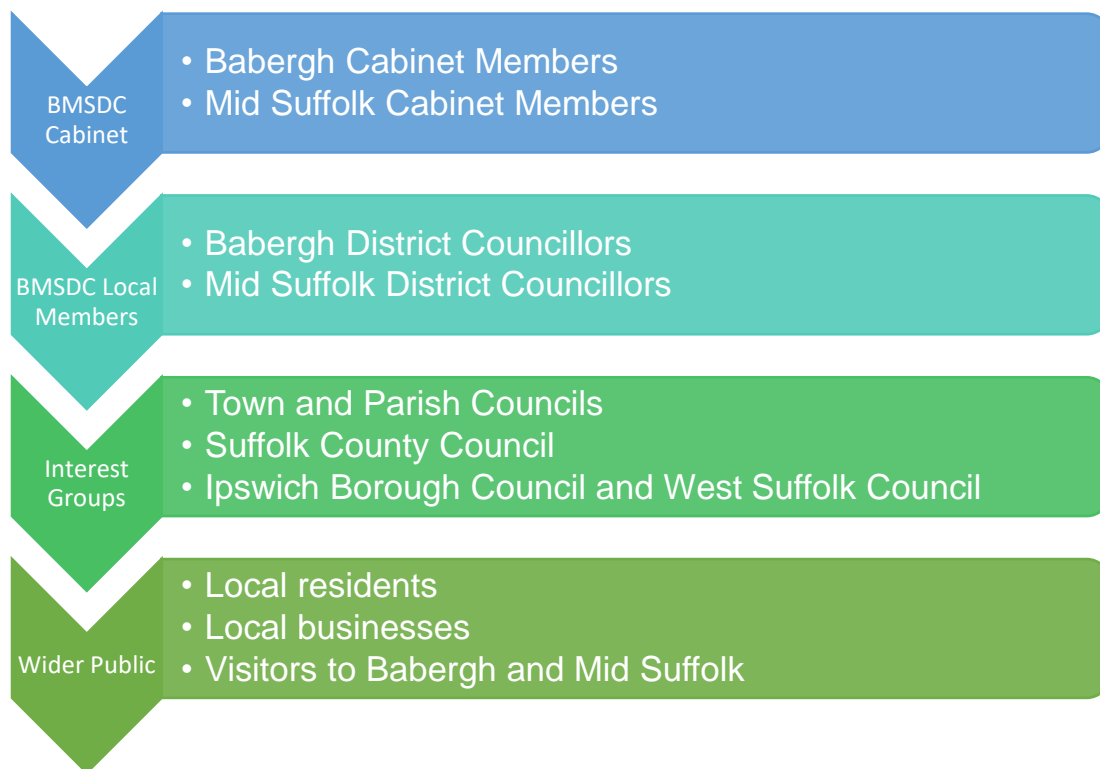 BMSDC
Cabinet
• Babergh Cabinet Members
• Mid Suffolk Cabinet Members
BMSDC Local
Members
• Babergh District Councillors
• Mid Suffolk District Councillors
Interest
Groups
• Town and Parish Councils
• Suffolk County Council
• Ipswich Borough Council and West Suffolk Council
Wider Public
• Local residents
• Local businesses
• Visitors to Babergh and Mid Suffolk